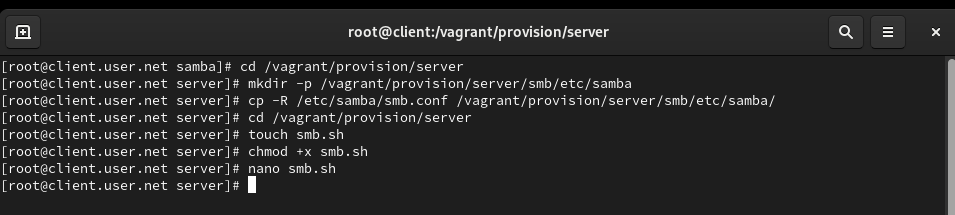 root@client:/vagrant/provision/server
[root@client.user.net samba]# cd /vagrant/provision/server
[root@client.user.net server]# mkdir -p /vagrant/provision/server/smb/etc/samba
[root@client.user.net server]# cp -R /etc/samba/smb.conf /vagrant/provision/server/smb/etc/samba/
[root@client.user.net server]# cd /vagrant/provision/server
[root@client.user.net server]# touch smb.sh
[root@client.user.net server]# chmod +x smb.sh
[root@client.user.net server]# nano smb.sh
[root@client.user.net server]#